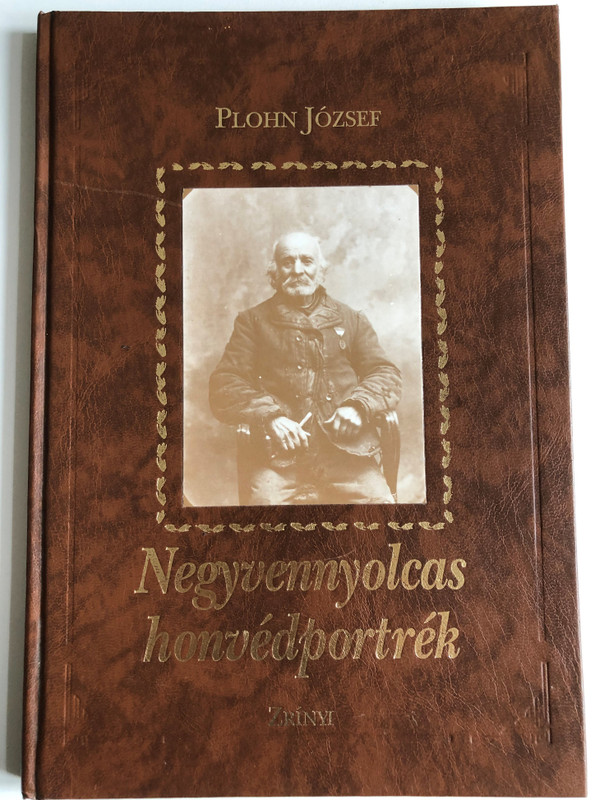 PLOHN JÓZSEF
Negyvennyolcas
honvédportrék
ZRÍNYI